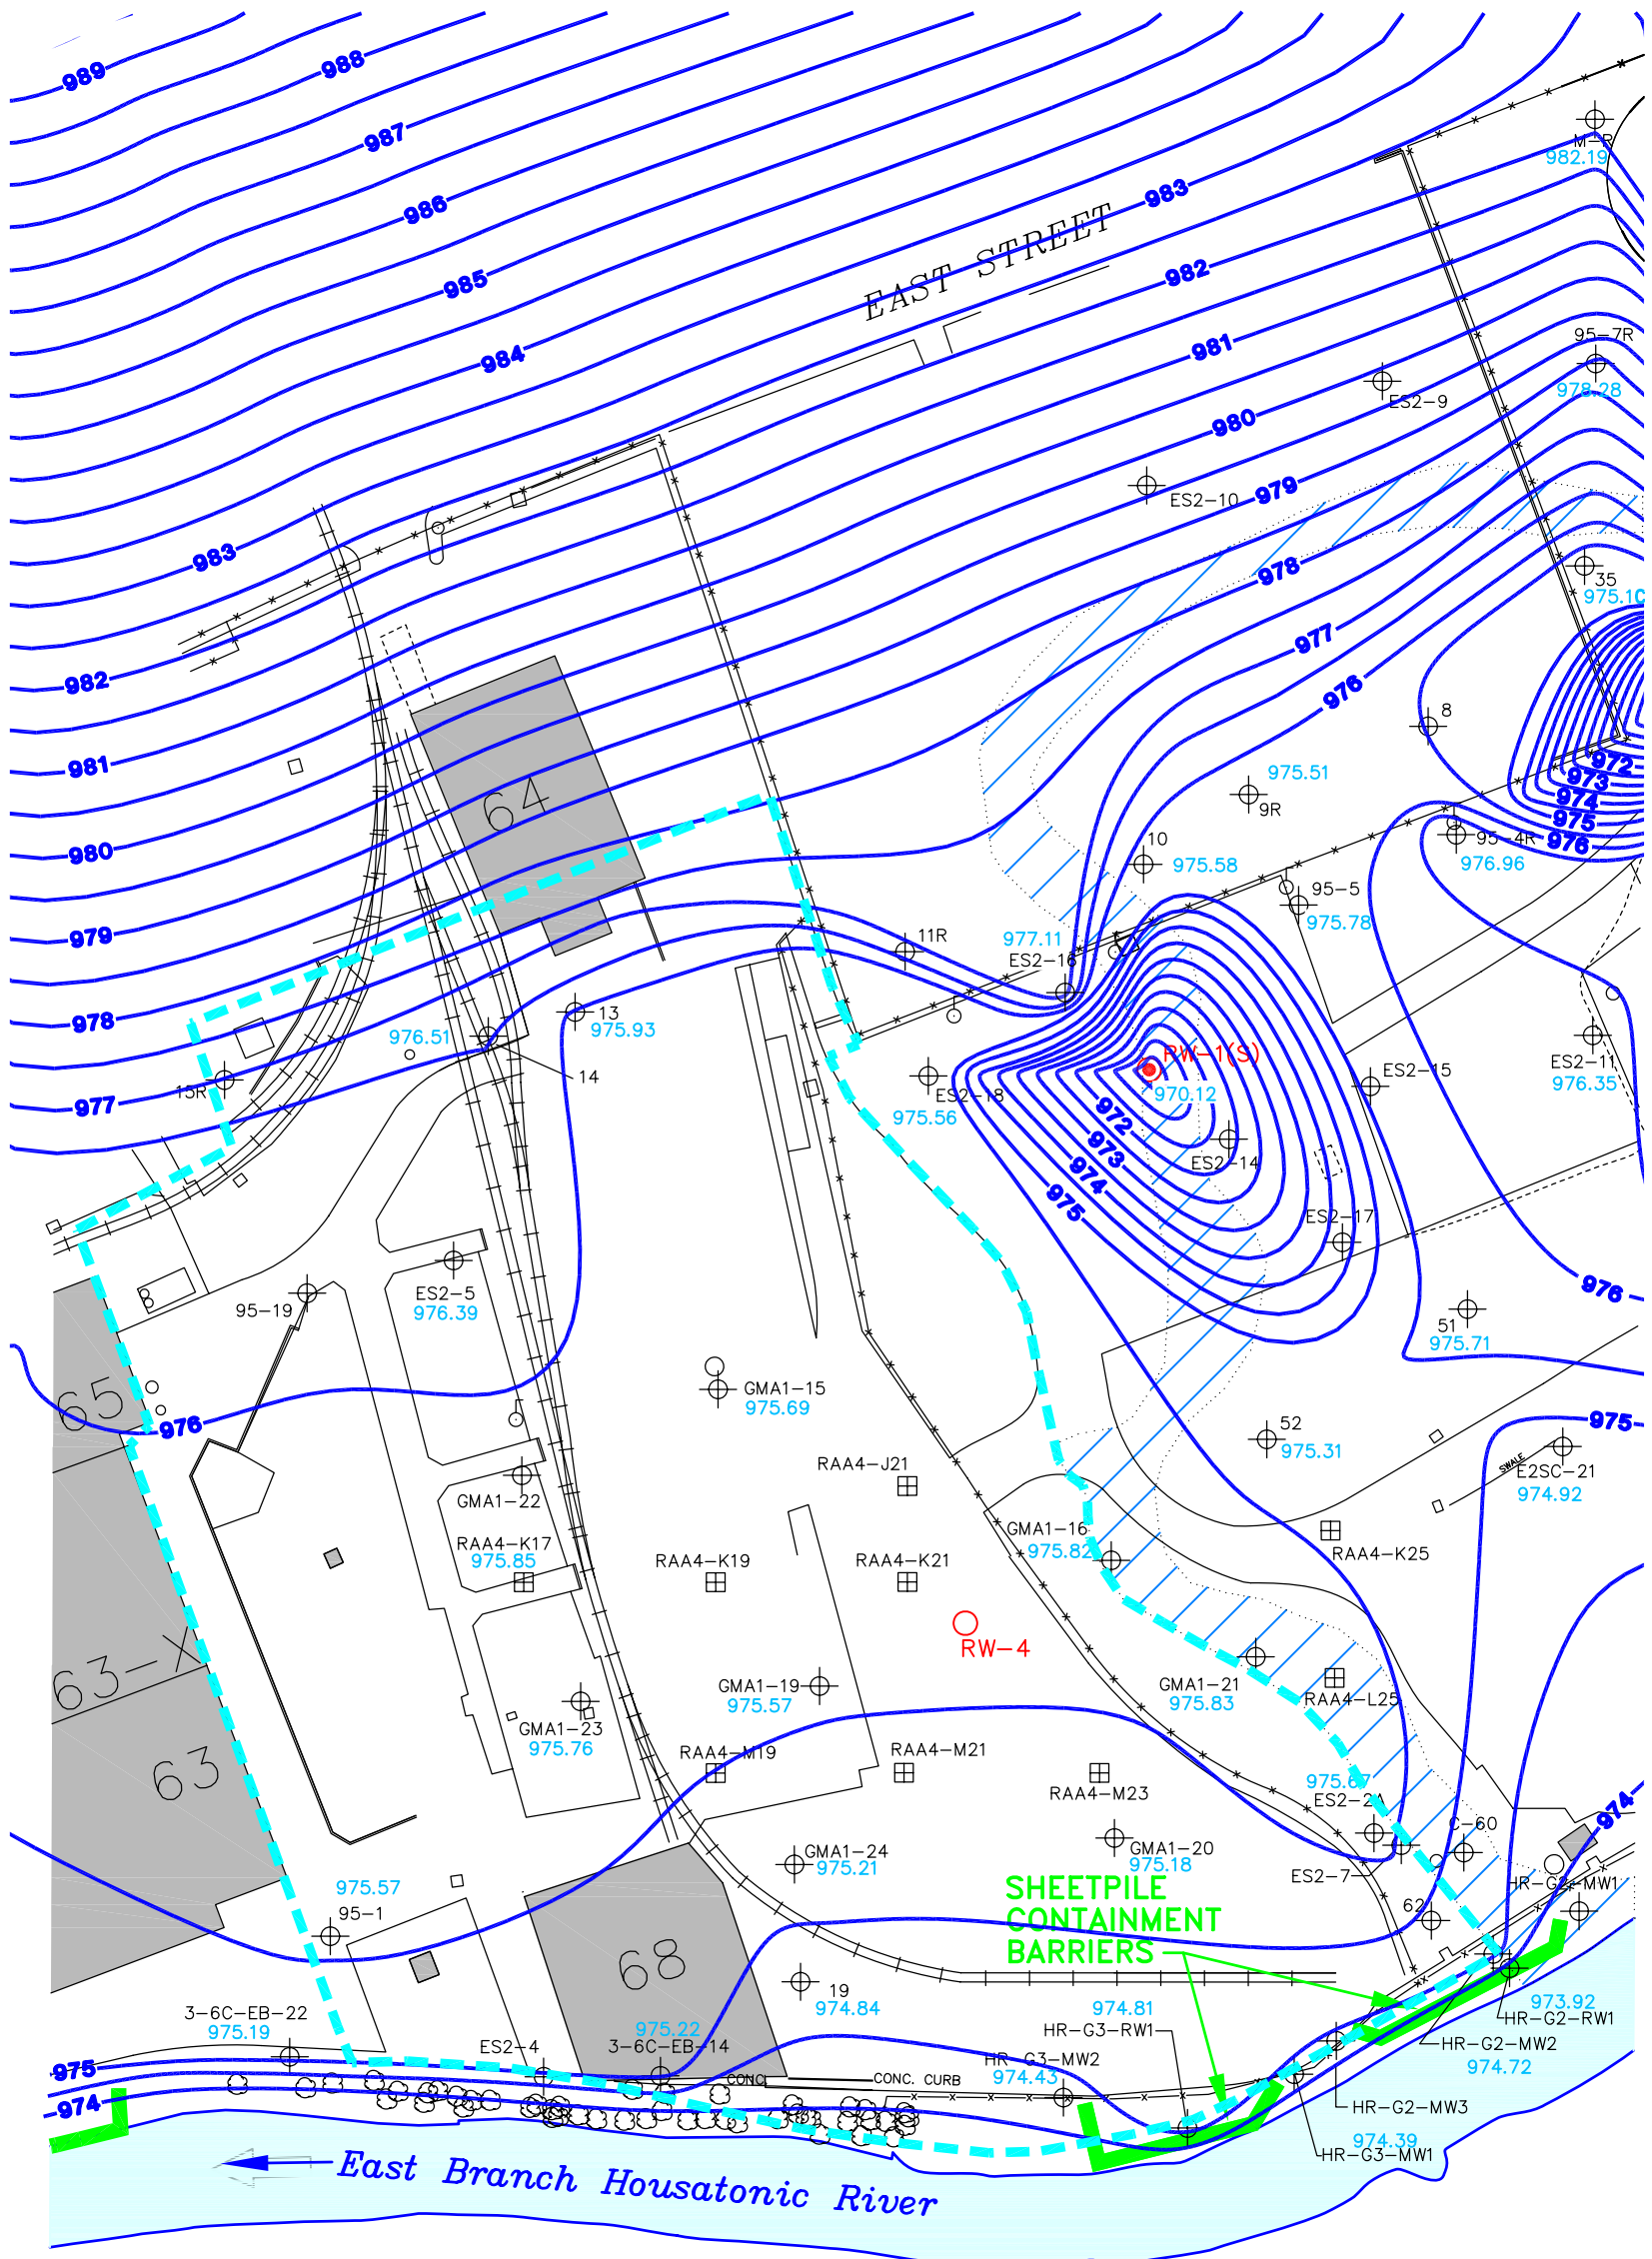 989
988
987
986
985
984
983
982
981
980
979
978
977
976
EAST STREET
M-R
982.19
95-7R
978.28
ES2-9
ES2-10
983
982
981
980
979
978
977
976
35
975.10
8
64
975.51
9R
10
975.58
95-4R
976.96
95-5
975.78
972
973
974
975
976
11R
977.11
ES2-16
13
975.93
976.51
14
15R
RW-1(S)
970.12
ES2-18
975.56
972
973
974
975
ES2-14
ES2-15
ES2-11
976.35
ES2-17
976
ES2-5
976.39
95-19
8
51
975.71
65
976
GMA1-15
975.69
52
975.31
975
SWALE
E2SC-21
974.92
RAA4-J21
GMA1-22
RAA4-K17
975.85
RAA4-K19
RAA4-K21
GMA1-16
975.82
RAA4-K25
RW-4
63-X
63
GMA1-19
975.57
GMA1-21
975.83
RAA4-L25
GMA1-23
975.76
RAA4-M19
RAA4-M21
RAA4-M23
975.67
ES2-2A
974
C-60
GMA1-24
975.21
GMA1-20
975.18
ES2-7
62
HR-G2-MW1
975.57
95-1
SHEETPILE
CONTAINMENT
BARRIERS
68
19
974.84
974.81
HR-G3-RW1
973.92
HR-G2-RW1
3-6C-EB-22
975.19
ES2-4
975.22
3-6C-EB-14
HR-G3-MW2
974.43
HR-G2-MW2
974.72
975
974
CONC.
CONC. CURB
HR-G2-MW3
974.39
HR-G3-MW1
East Branch Housatonic River